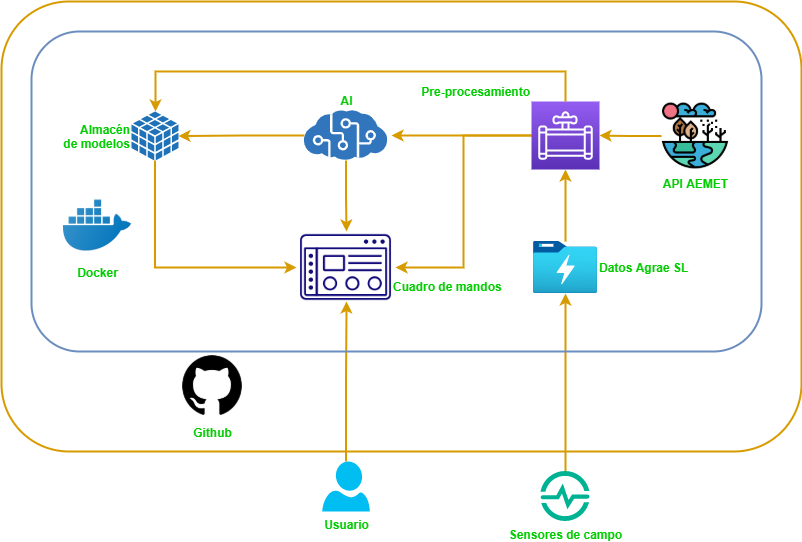 AI
Pre-procesamiento
Almacén
de modelos
API AEMET
Docker
Datos Agrae SL
Cuadro de mandos
Github
Usuario
Sensores de campo